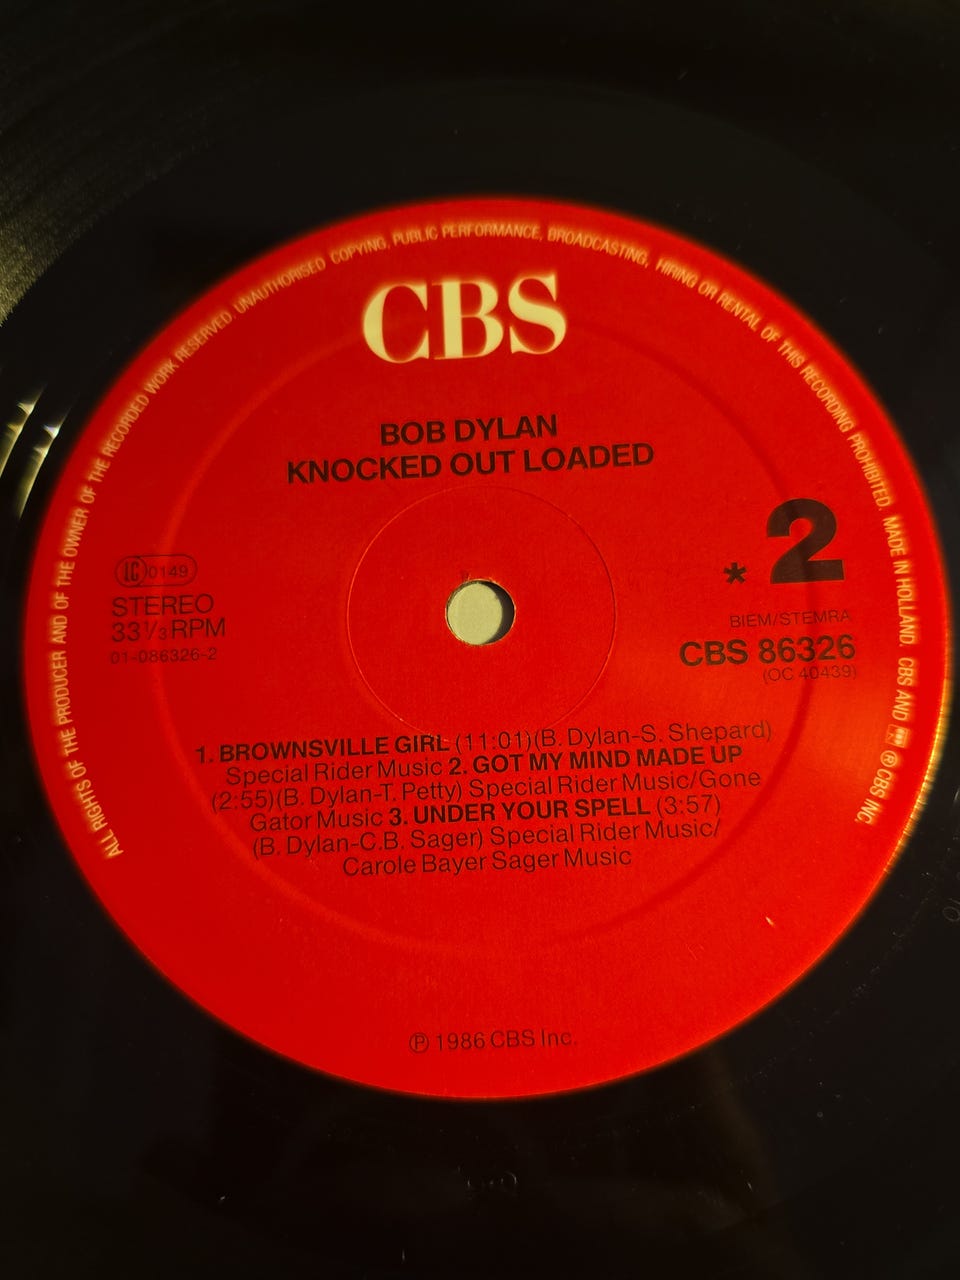 ALL RIGHTS OF THE PRODUCER AND OF THE OWNER OF THE RECORDED WORK RESERVED. UNAUTHORISED COPYING, PUBLIC PERFORMANCE, BROADCASTING, HIRING OR RENTAL OF THIS RECORDING PROHIBITED. MADE IN HOLLAND. CBS AND ® CBS INC.
CBS
BOB DYLAN
KNOCKED OUT LOADED
LC 0149
STEREO
33 1/3 RPM
01-086326-2
* 2
BIEM/STEMRA
CBS 86326
(OC 40439)
1. BROWNSVILLE GIRL (11:01)(B. Dylan-S. Shepard)
Special Rider Music 2. GOT MY MIND MADE UP
(2:55)(B. Dylan-T. Petty) Special Rider Music/Gone
Gator Music 3. UNDER YOUR SPELL (3:57)
(B. Dylan-C.B. Sager) Special Rider Music/
Carole Bayer Sager Music
℗ 1986 CBS Inc.